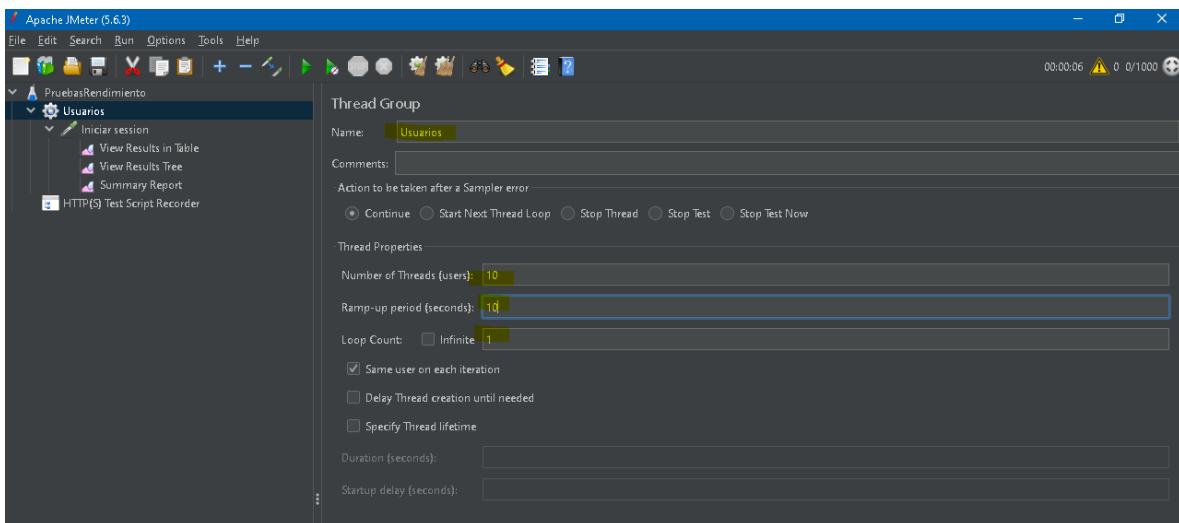 Apache JMeter (5.6.3)
File Edit Search Run Options Tools Help
00:00:06 0 0/1000
PruebasRendimiento
Usuarios
Iniciar session
View Results in Table
View Results Tree
Summary Report
HTTP(S) Test Script Recorder
Thread Group
Name: Usuarios
Comments:
Action to be taken after a Sampler error
Continue Start Next Thread Loop Stop Thread Stop Test Stop Test Now
Thread Properties
Number of Threads (users): 10
Ramp-up period (seconds): 10
Loop Count: Infinite 1
Same user on each iteration
Delay Thread creation until needed
Specify Thread lifetime
Duration (seconds):
Startup delay (seconds):